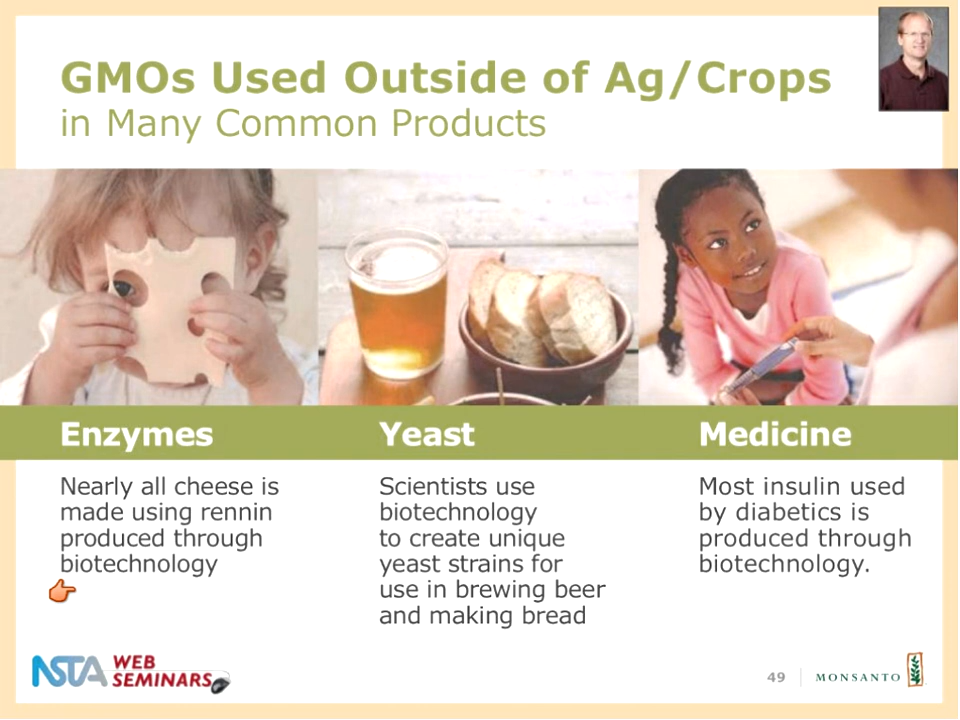 GMOs Used Outside of Ag/Crops
in Many Common Products
Enzymes
Nearly all cheese is
made using rennin
produced through
biotechnology
Yeast
Scientists use
biotechnology
to create unique
yeast strains for
use in brewing beer
and making bread
Medicine
Most insulin used
by diabetics is
produced through
biotechnology.
NSTA WEB
SEMINARS
49
MONSANTO